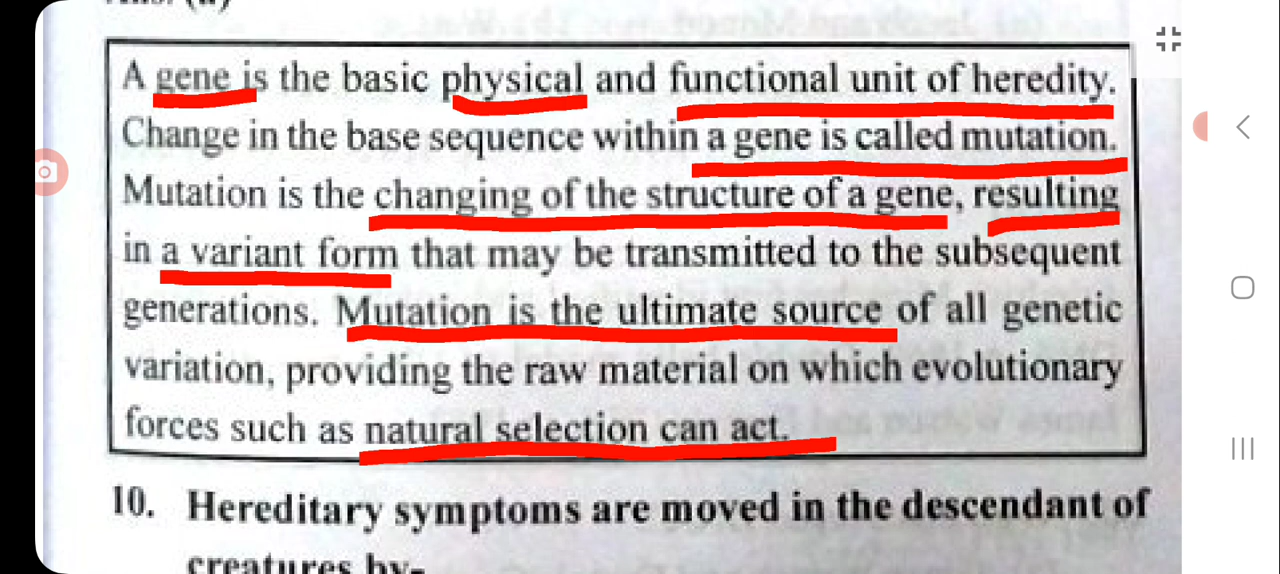 A gene is the basic physical and functional unit of heredity.
Change in the base sequence within a gene is called mutation.
Mutation is the changing of the structure of a gene, resulting
in a variant form that may be transmitted to the subsequent
generations. Mutation is the ultimate source of all genetic
variation, providing the raw material on which evolutionary
forces such as natural selection can act.
10. Hereditary symptoms are moved in the descendant of
creatures by-